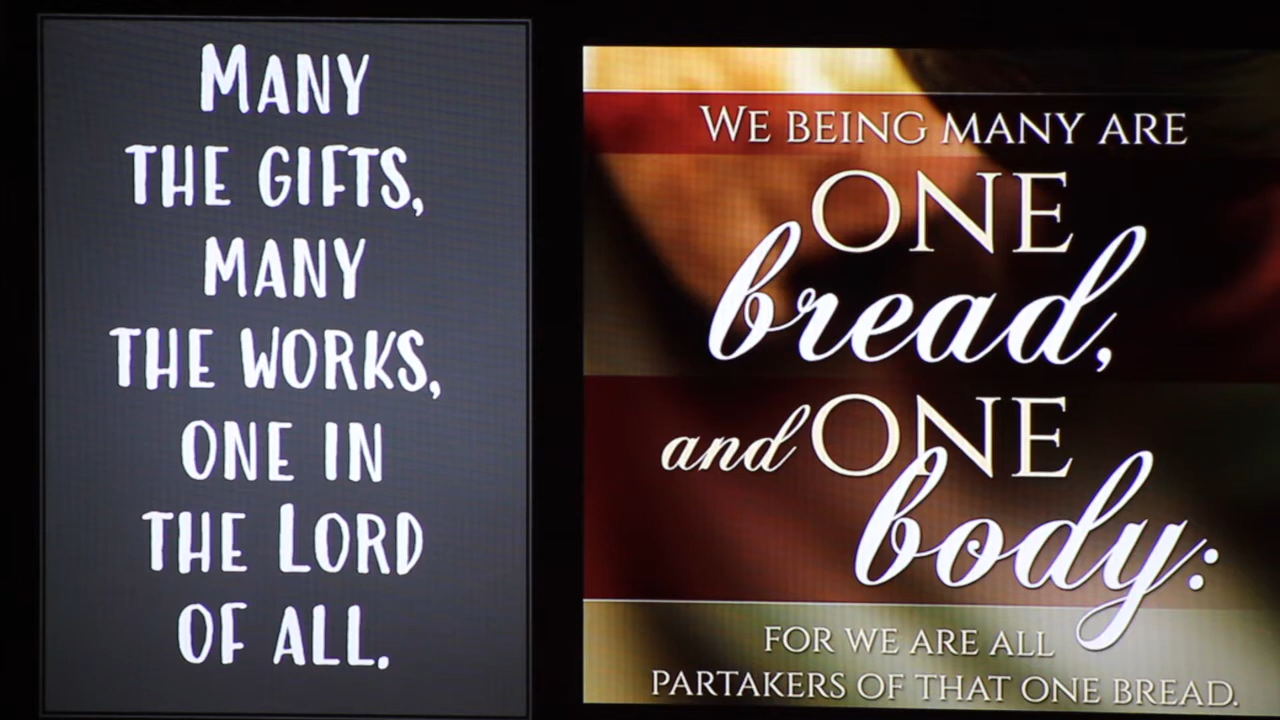 MANY
THE GIFTS,
MANY
THE WORKS,
ONE IN
THE LORD
OF ALL.
WE BEING MANY ARE
ONE
bread,
and ONE
body:
FOR WE ARE ALL
PARTAKERS OF THAT ONE BREAD.